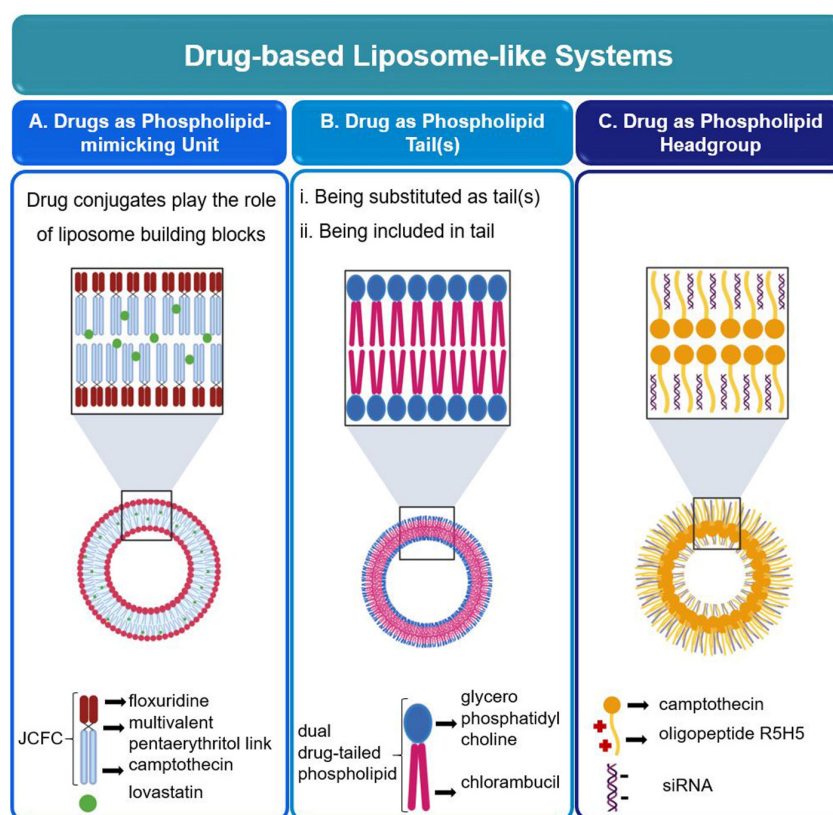 Drug-based Liposome-like Systems
A. Drugs as Phospholipid-
mimicking Unit
Drug conjugates play the role
of liposome building blocks
JCFC
floxuridine
multivalent
pentaerythritol link
camptothecin
lovastatin
B. Drug as Phospholipid
Tail(s)
i. Being substituted as tail(s)
ii. Being included in tail
dual
drug-tailed
phospholipid
glycero
phosphatidyl
choline
chlorambucil
C. Drug as Phospholipid
Headgroup
camptothecin
oligopeptide R5H5
siRNA